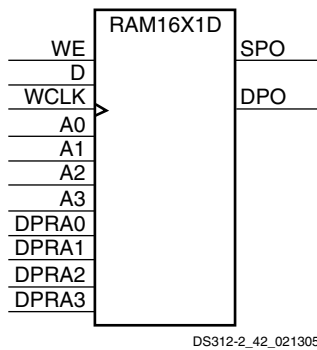 RAM16X1D
WE
SPO
D
WCLK
DPO
A0
A1
A2
A3
DPRA0
DPRA1
DPRA2
DPRA3
DS312-2_42_021305